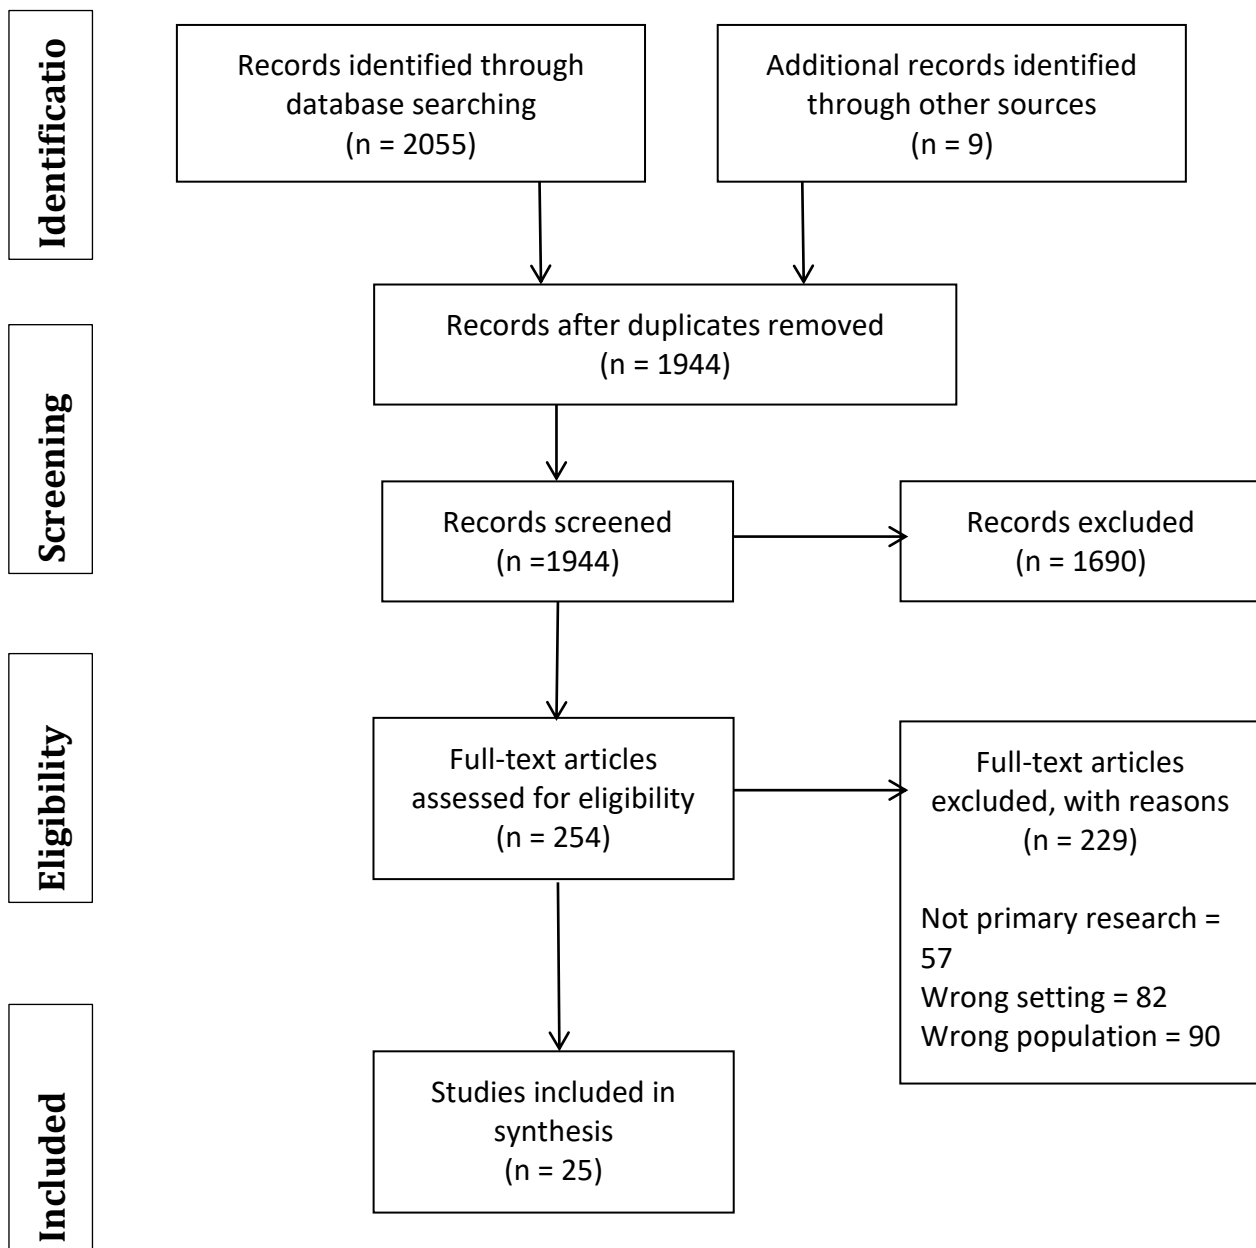 Identificatio
Records identified through
database searching
(n = 2055)
Additional records identified
through other sources
(n = 9)
Records after duplicates removed
(n = 1944)
Screening
Records screened
(n =1944)
Records excluded
(n = 1690)
Eligibility
Full-text articles
assessed for eligibility
(n = 254)
Full-text articles
excluded, with reasons
(n = 229)
Not primary research =
57
Wrong setting = 82
Wrong population = 90
Included
Studies included in
synthesis
(n = 25)